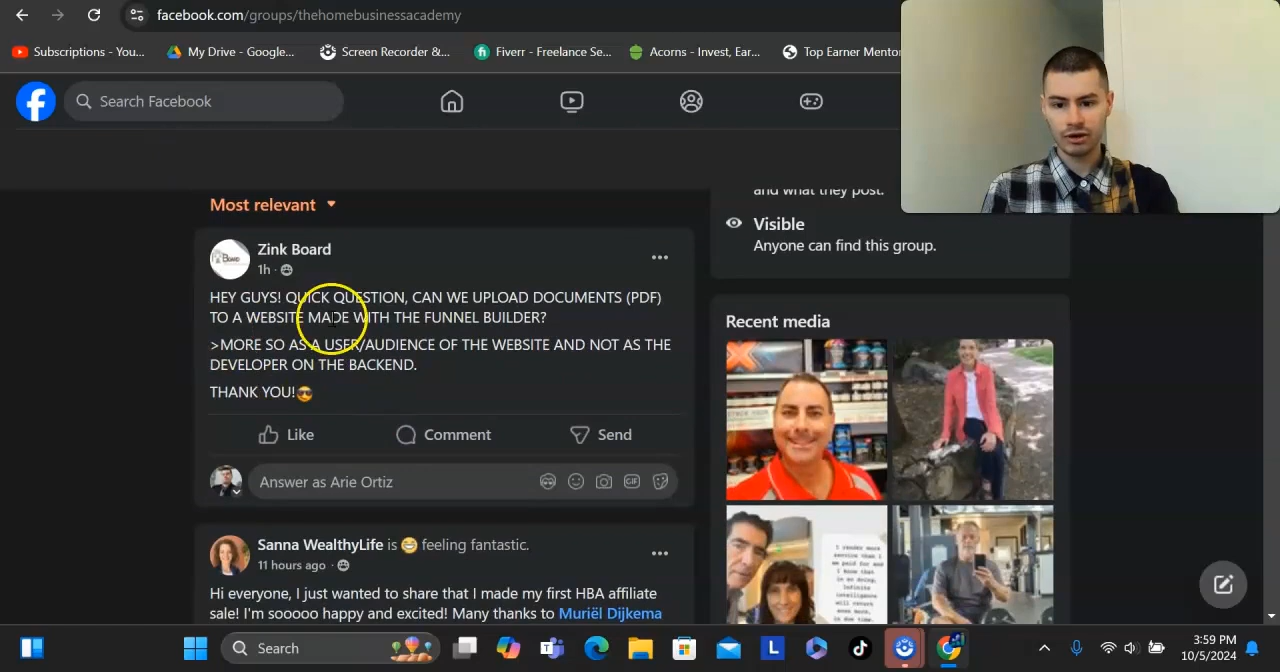 facebook.com/groups/thehomebusinessacademy
Subscriptions - You...
My Drive - Google...
Screen Recorder &...
Fiverr - Freelance Se...
Acorns - Invest, Ear...
Top Earner Mento
Search Facebook
Most relevant
Zink Board
1h
HEY GUYS! QUICK QUESTION, CAN WE UPLOAD DOCUMENTS (PDF)
TO A WEBSITE MADE WITH THE FUNNEL BUILDER?
>MORE SO AS A USER/AUDIENCE OF THE WEBSITE AND NOT AS THE
DEVELOPER ON THE BACKEND.
THANK YOU!😎
Like
Comment
Send
Answer as Arie Ortiz
GIF
Sanna WealthyLife is 😄 feeling fantastic.
11 hours ago
Hi everyone, I just wanted to share that I made my first HBA affiliate
sale! I'm sooooo happy and excited! Many thanks to Muriël Dijkema
and what they post.
Visible
Anyone can find this group.
Recent media
I render more
service than I
Search
3:59 PM
10/5/2024